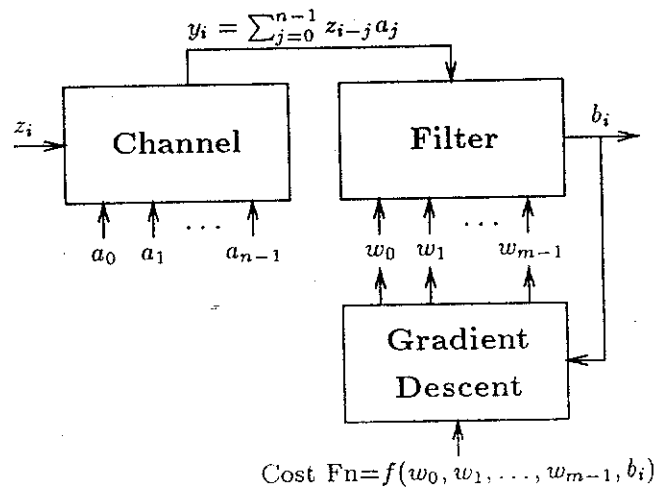 y_i = \sum_{j=0}^{n-1} z_{i-j} a_j
z_i
Channel
Filter
b_i
a_0 a_1 ... a_{n-1}
w_0 w_1 ... w_{m-1}
Gradient
Descent
Cost Fn=f(w_0, w_1, ..., w_{m-1}, b_i)